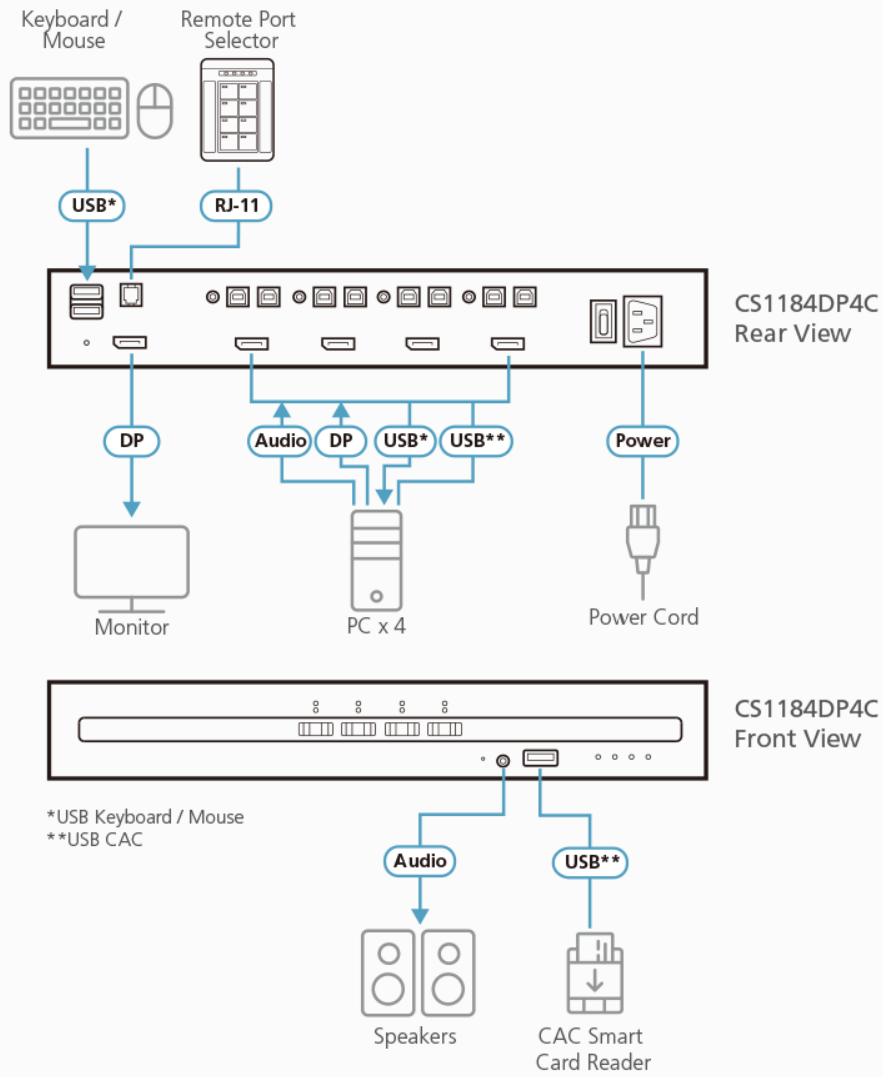 Keyboard /
Mouse
Remote Port
Selector
USB*
RJ-11
CS1184DP4C
Rear View
DP
Audio
DP
USB*
USB**
Power
Monitor
PC x 4
Power Cord
CS1184DP4C
Front View
*USB Keyboard / Mouse
**USB CAC
Audio
USB**
Speakers
CAC Smart
Card Reader